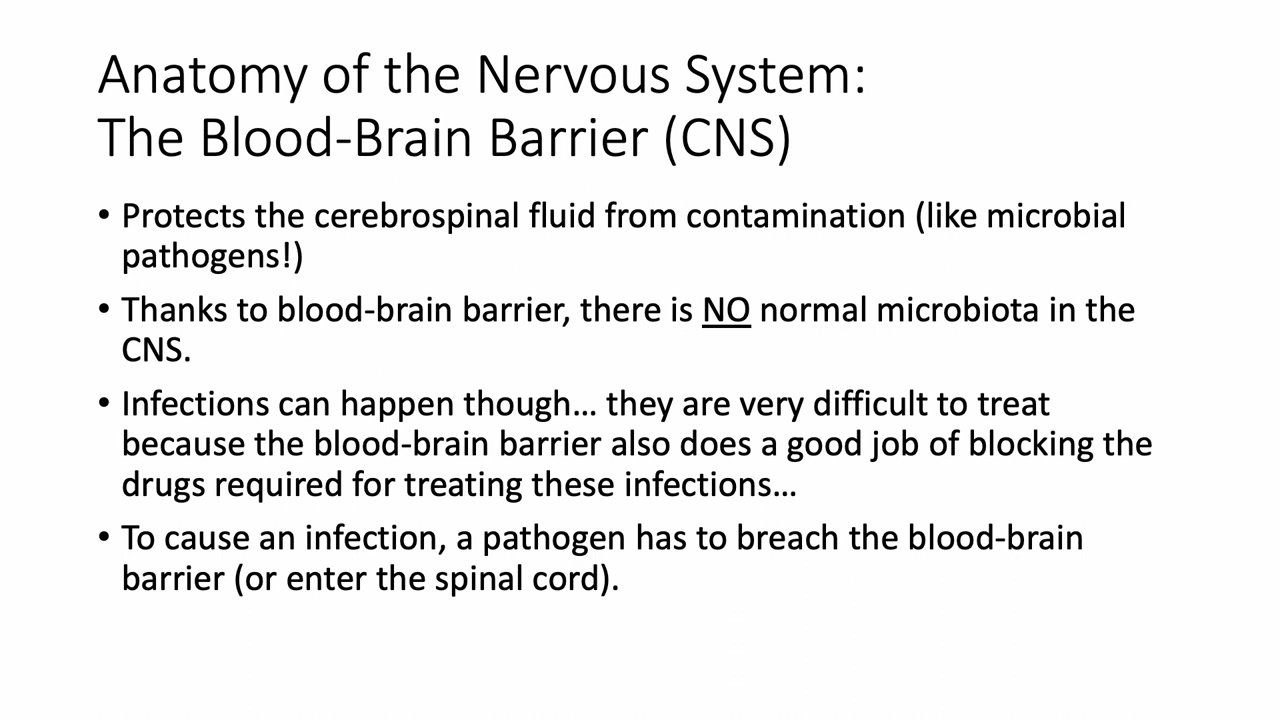 Anatomy of the Nervous System:
The Blood-Brain Barrier (CNS)
• Protects the cerebrospinal fluid from contamination (like microbial
pathogens!)
• Thanks to blood-brain barrier, there is NO normal microbiota in the
CNS.
• Infections can happen though... they are very difficult to treat
because the blood-brain barrier also does a good job of blocking the
drugs required for treating these infections...
• To cause an infection, a pathogen has to breach the blood-brain
barrier (or enter the spinal cord).